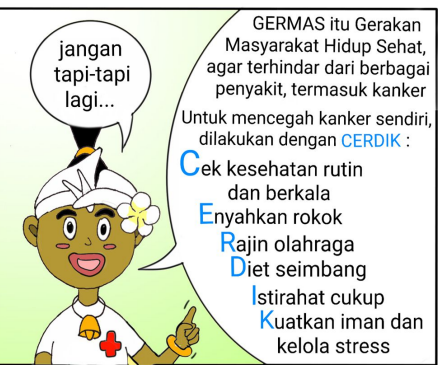 jangan
tapi-tapi
lagi...
GERMAS itu Gerakan
Masyarakat Hidup Sehat,
agar terhindar dari berbagai
penyakit, termasuk kanker
Untuk mencegah kanker sendiri,
dilakukan dengan CERDIK :
Cek kesehatan rutin
dan berkala
Enyahkan rokok
Rajin olahraga
Diet seimbang
Istirahat cukup
Kuatkan iman dan
kelola stress